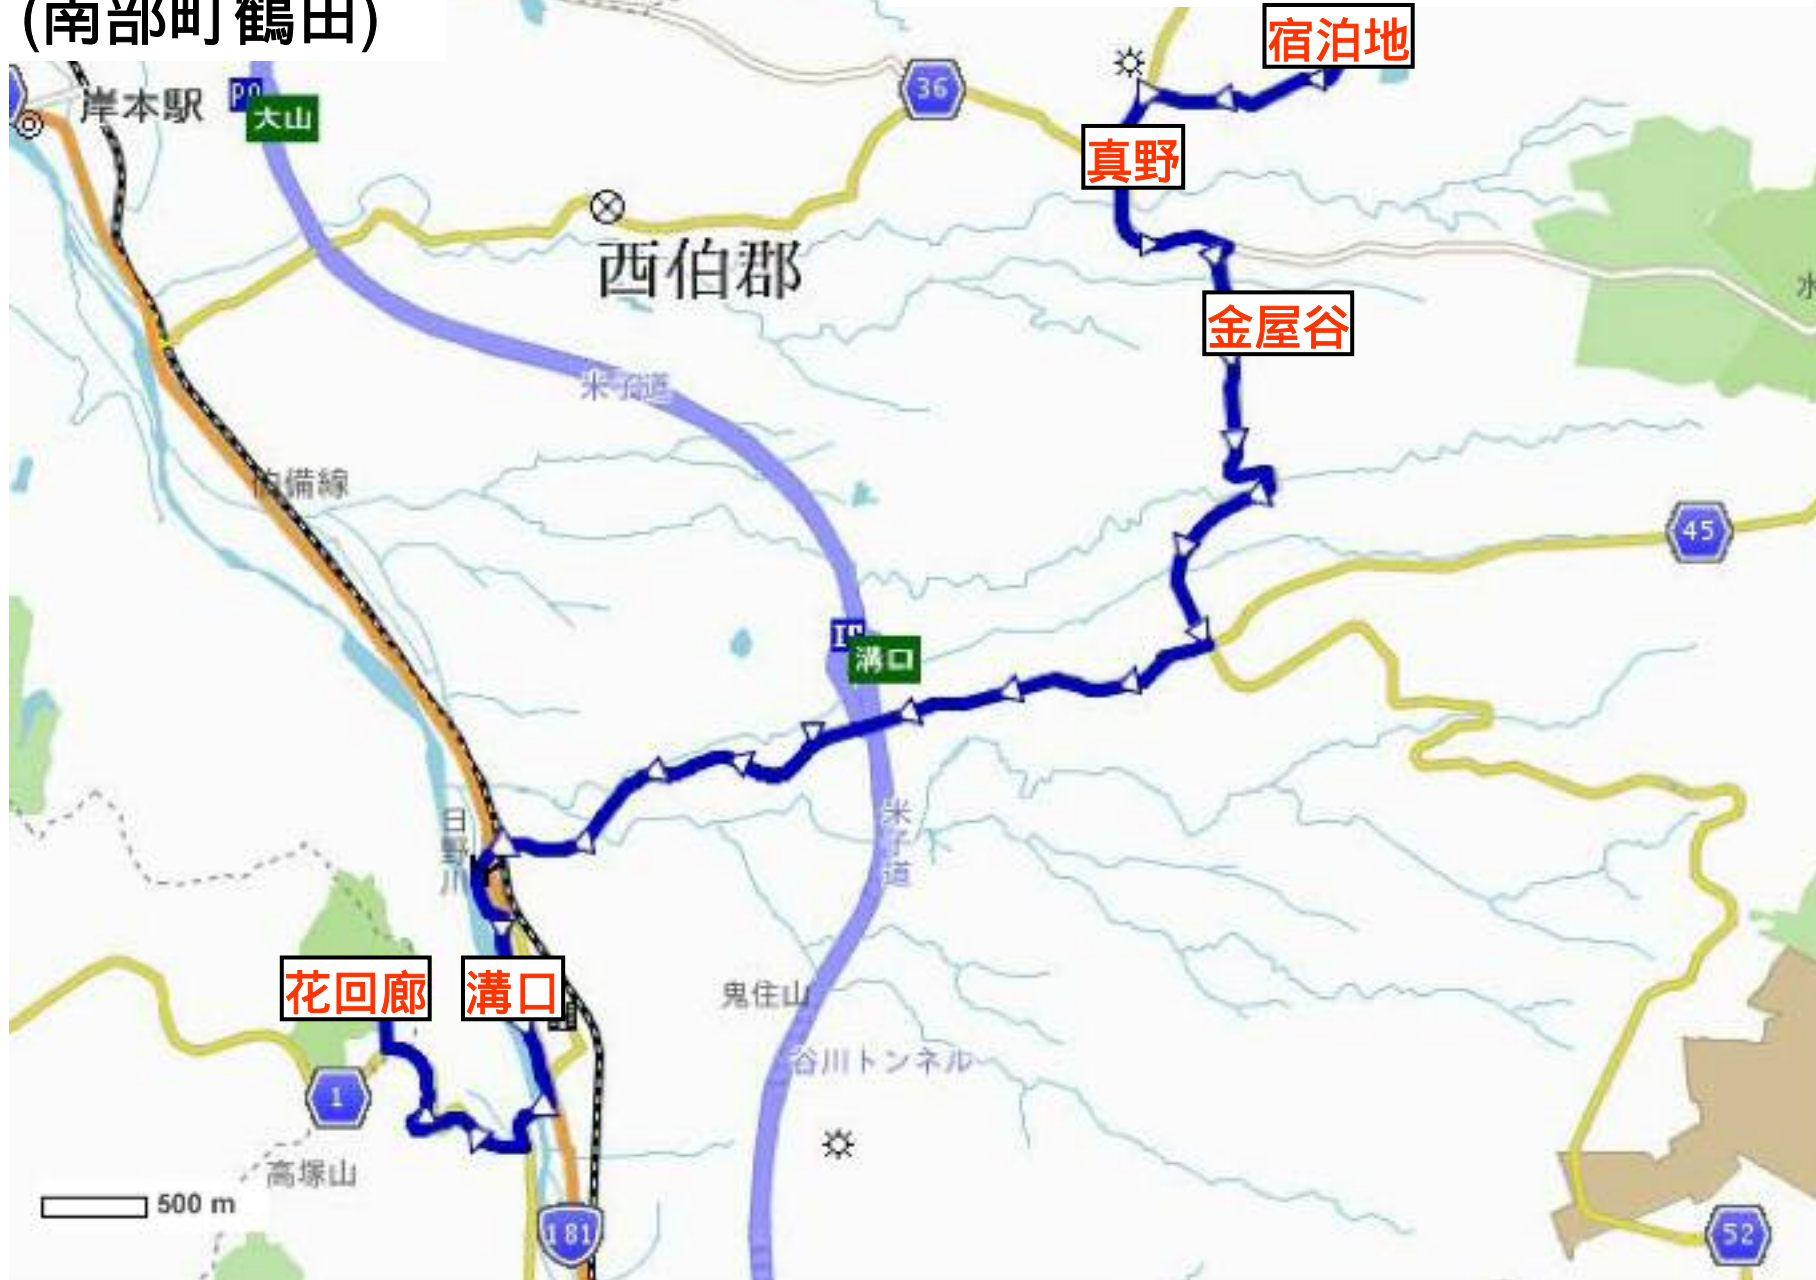 (南部町鶴田)
宿泊地
岸本駅
大山
36
真野
西伯郡
金屋谷
米子道
伯備線
45
溝口
日野川
米子道
花回廊
溝口
鬼住山
谷川トンネル
1
高塚山
500 m
181
52